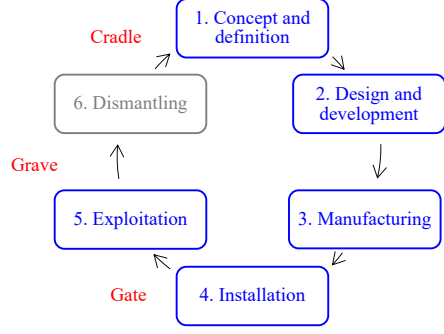 1. Concept and
definition
Cradle
6. Dismantling
2. Design and
development
Grave
5. Exploitation
3. Manufacturing
Gate
4. Installation